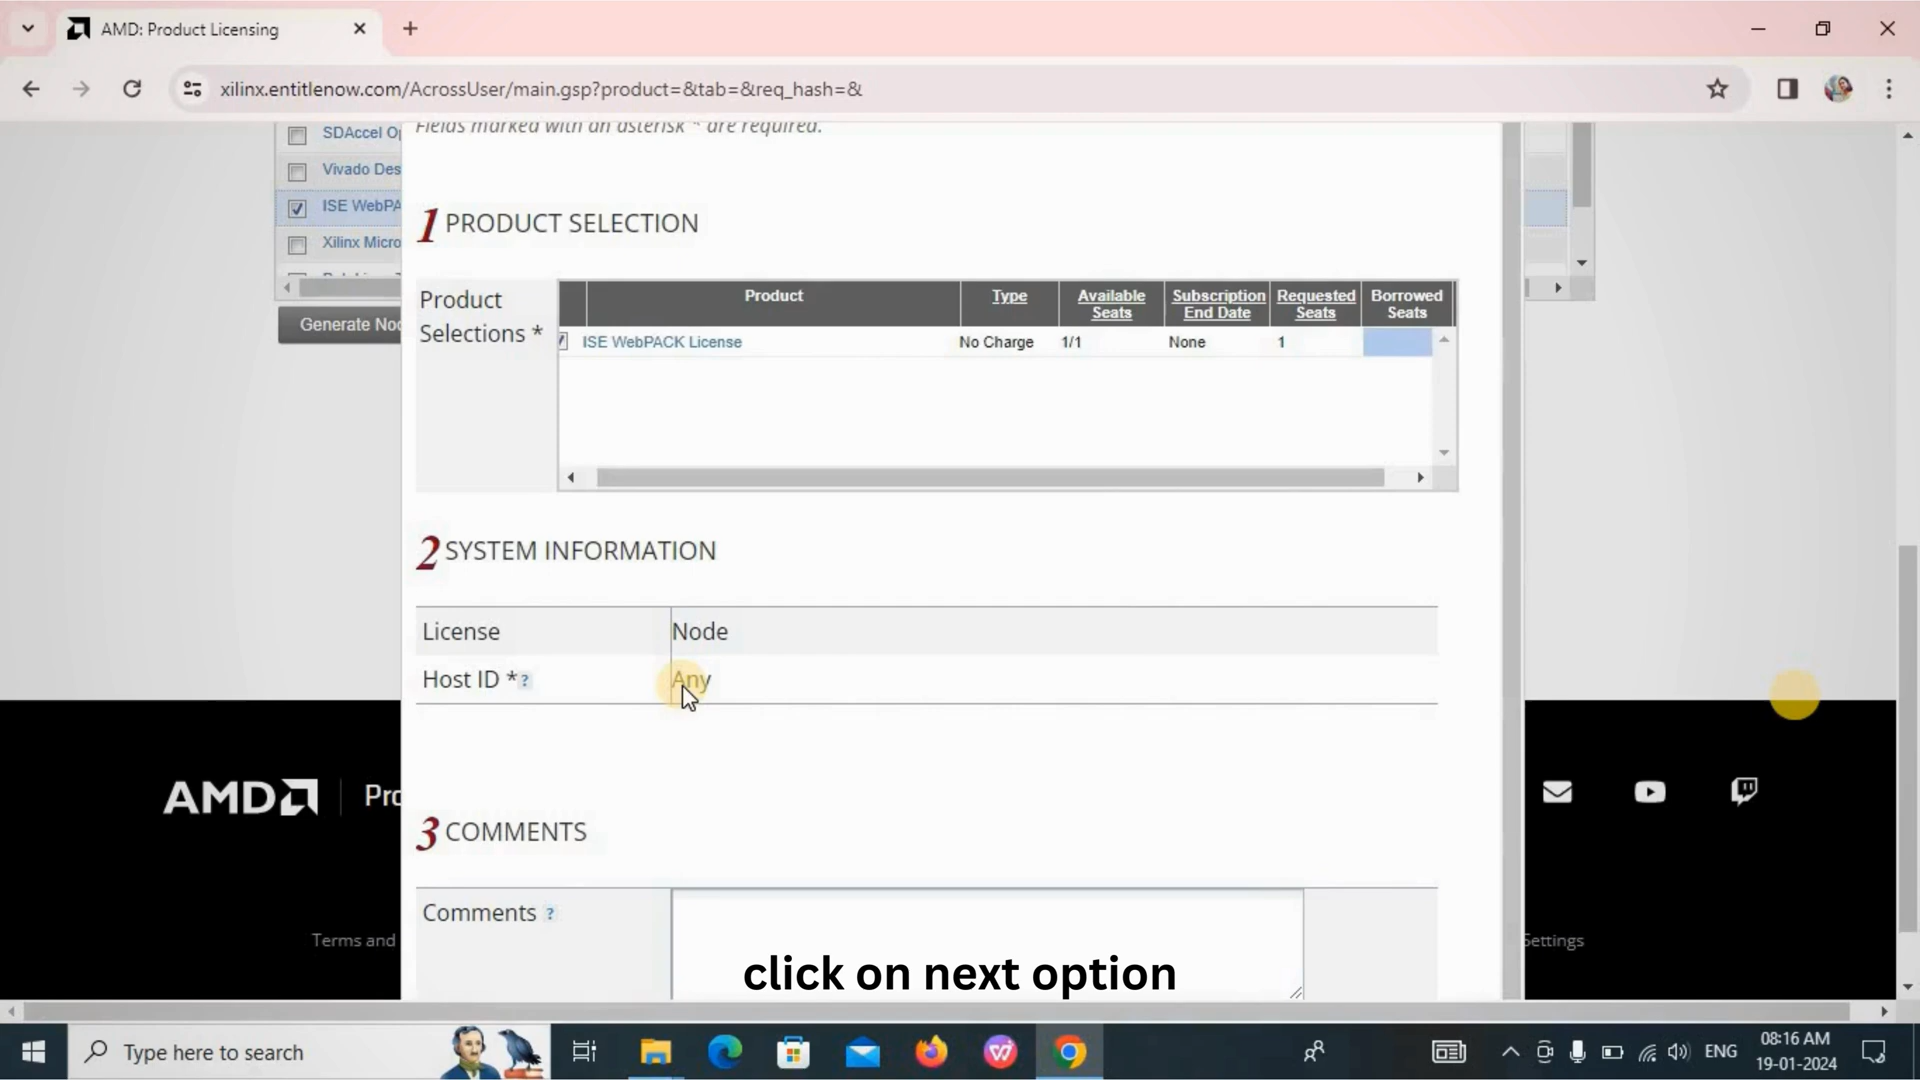 AMD: Product Licensing
xilinx.entitlenow.com/AcrossUser/main.gsp?product=&tab=&req_hash=&
Fields marked with an asterisk * are required.
SDAccel Op
Vivado Des
ISE WebPA
Xilinx Micro
Generate Noc
1 PRODUCT SELECTION
Product
Selections *
Product
Type
Available
Seats
Subscription
End Date
Requested
Seats
Borrowed
Seats
ISE WebPACK License
No Charge
1/1
None
1
2 SYSTEM INFORMATION
License
Node
Host ID * ?
Any
AMD
Pro
3 COMMENTS
Comments ?
Terms and
Settings
click on next option
Type here to search
ENG
08:16 AM
19-01-2024